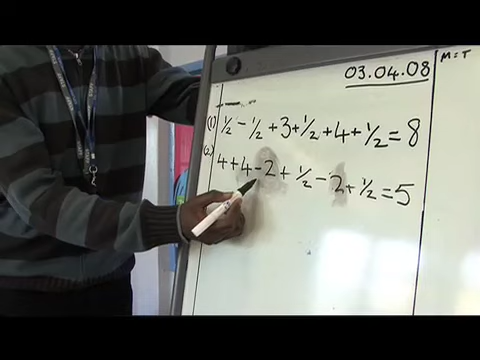 03.04.08
M = T
(1) ½ - ½ + 3 + ½ + 4 + ½ = 8
(2) 4 + 4 - 2 + ½ - 2 + ½ = 5